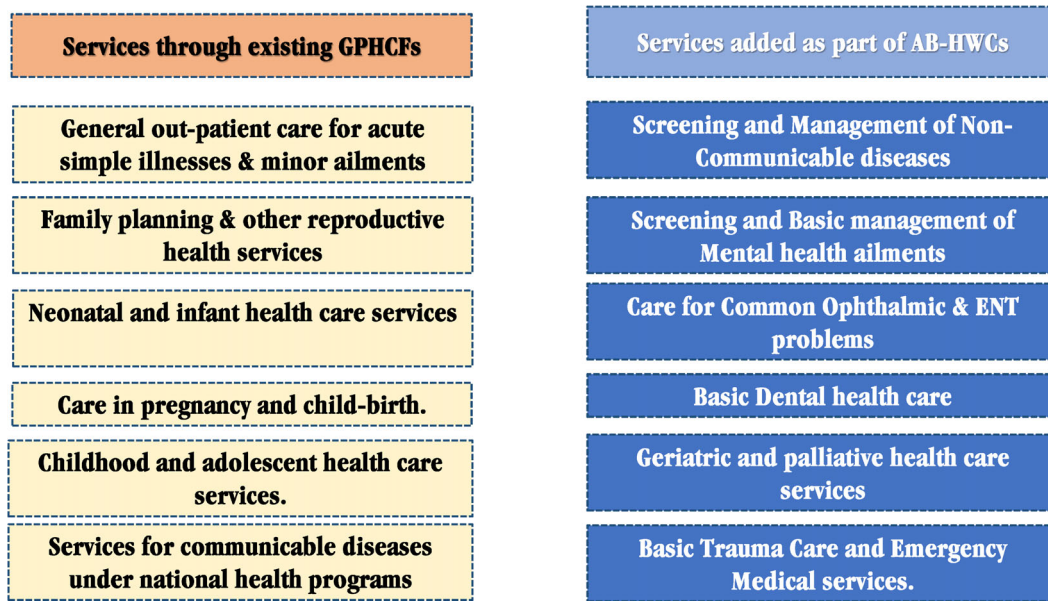 Services through existing GPHCFs
General out-patient care for acute
simple illnesses & minor ailments
Family planning & other reproductive
health services
Neonatal and infant health care services
Care in pregnancy and child-birth.
Childhood and adolescent health care
services.
Services for communicable diseases
under national health programs
Services added as part of AB-HWCs
Screening and Management of Non-
Communicable diseases
Screening and Basic management of
Mental health ailments
Care for Common Ophthalmic & ENT
problems
Basic Dental health care
Geriatric and palliative health care
services
Basic Trauma Care and Emergency
Medical services.